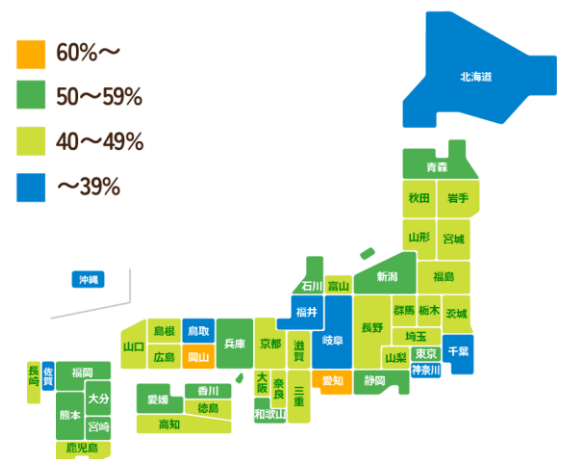 60%～
50～59%
40～49%
～39%
北海道
青森
秋田
岩手
山形
宮城
新潟
福島
石川
富山
福井
岐阜
長野
群馬
栃木
茨城
埼玉
山梨
東京
千葉
神奈川
静岡
愛知
沖縄
島根
鳥取
山口
広島
岡山
兵庫
京都
滋賀
大阪
奈良
三重
和歌山
愛媛
香川
徳島
高知
長崎
佐賀
福岡
大分
熊本
宮崎
鹿児島